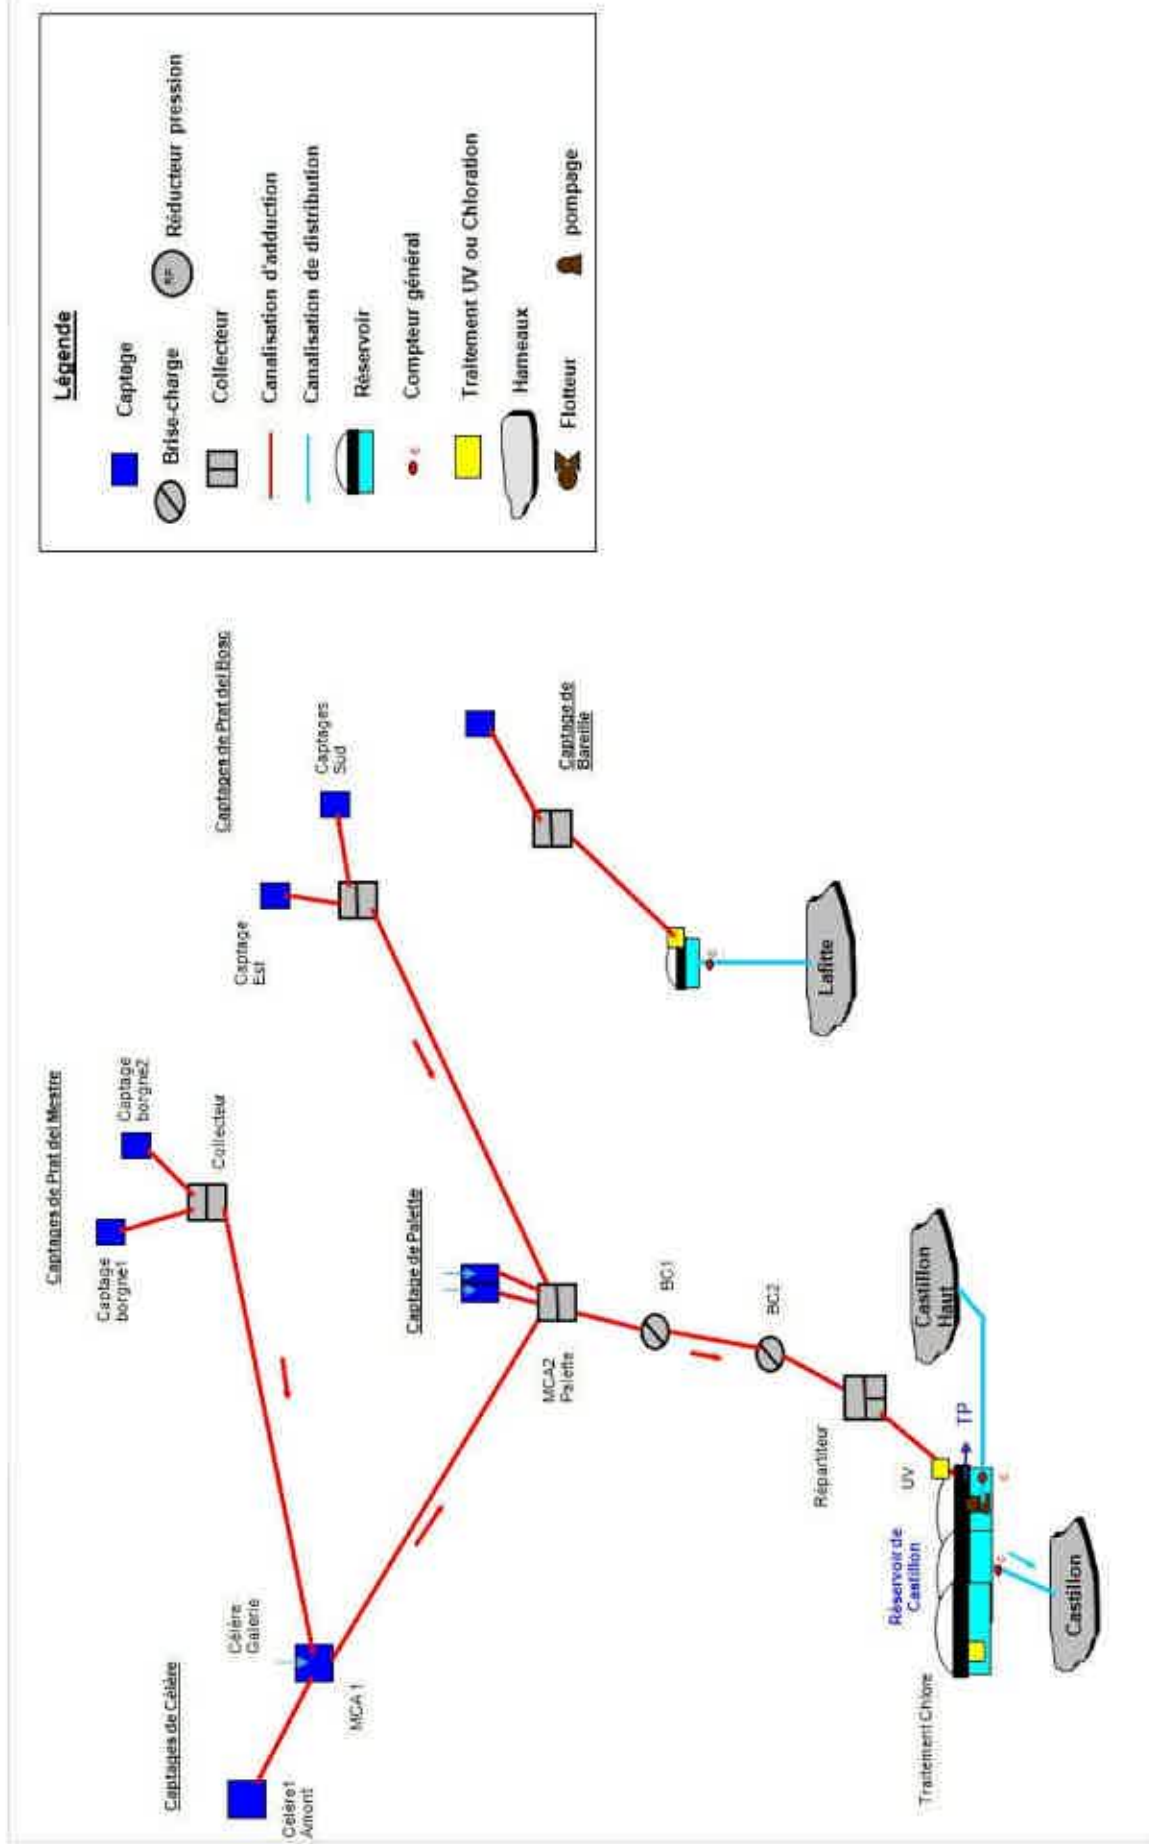 Légende
Captage
Brise-charge
Réducteur pression
RP
Collecteur
Canalisation d'adduction
Canalisation de distribution
Réservoir
C
Compteur général
Traitement UV ou Chloration
Hameaux
Flotteur
pompage
Captages de Célère
Célère1
Amont
Célère
Galerie
MCA1
Captages de Prat del Mestre
Captage
borgne1
Captage
borgne2
Collecteur
Captages de Prat del Bosc
Captage
Est
Captages
Sud
Captage de Palette
MCA2
Palette
BC1
BC2
Répartiteur
UV
Réservoir de
Castillon
TP
C
C
Traitement Chlore
Castillon
Castillon
Haut
Captage de
Bareille
C
Lafitte